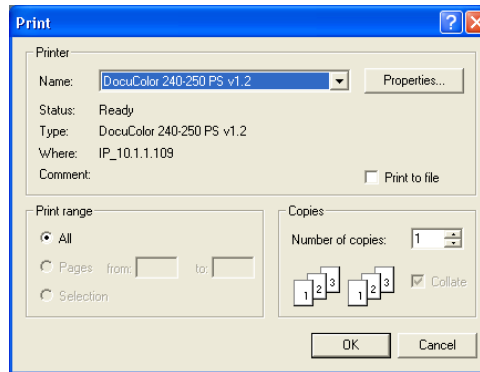 Print
Printer
Name: DocuColor 240-250 PS v1.2 Properties...
Status: Ready
Type: DocuColor 240-250 PS v1.2
Where: IP_10.1.1.109
Comment: Print to file
Print range
All
Pages from: to:
Selection
Copies
Number of copies: 1
1 2 3 1 2 3 Collate
OK Cancel